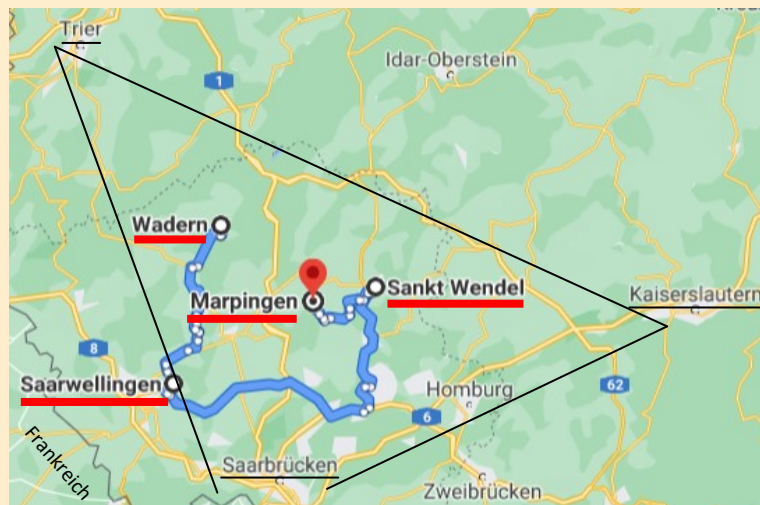 Trier
Idar-Oberstein
1
Wadern
Sankt Wendel
Marpingen
Kaiserslautern
8
Saarwellingen
Homburg
62
6
Frankreich
Saarbrücken
Zweibrücken